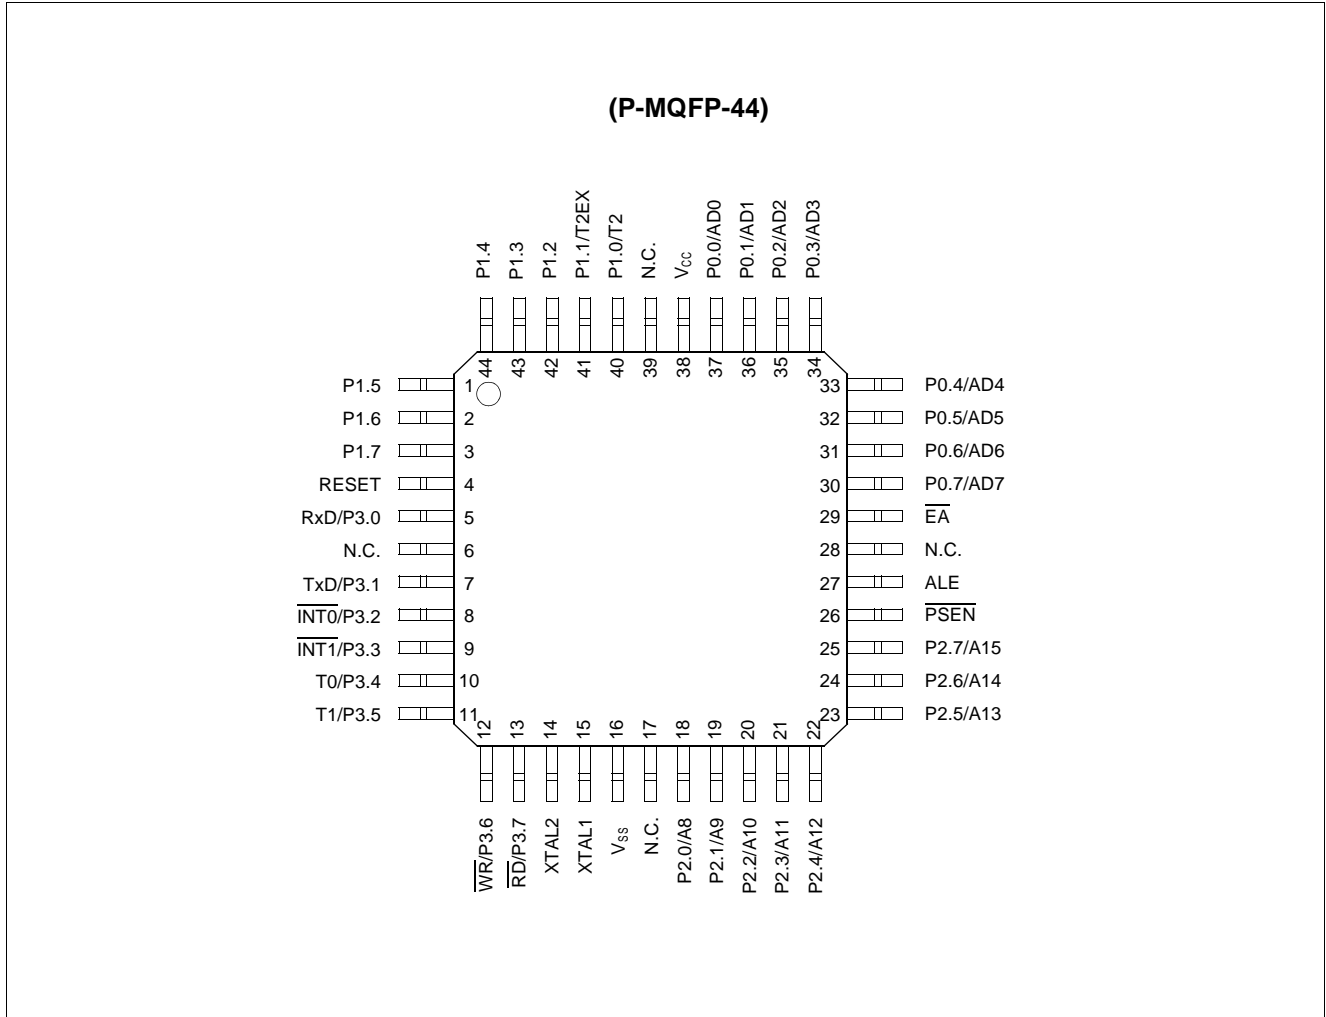 (P-MQFP-44)
P1.4
P1.3
P1.2
P1.1/T2EX
P1.0/T2
N.C.
VCC
P0.0/AD0
P0.1/AD1
P0.2/AD2
P0.3/AD3
44 43 42 41 40 39 38 37 36 35 34
P1.5 1
P1.6 2
P1.7 3
RESET 4
RxD/P3.0 5
N.C. 6
TxD/P3.1 7
INT0/P3.2 8
INT1/P3.3 9
T0/P3.4 10
T1/P3.5 11
33 P0.4/AD4
32 P0.5/AD5
31 P0.6/AD6
30 P0.7/AD7
29 EA
28 N.C.
27 ALE
26 PSEN
25 P2.7/A15
24 P2.6/A14
23 P2.5/A13
12 13 14 15 16 17 18 19 20 21 22
WR/P3.6
RD/P3.7
XTAL2
XTAL1
VSS
N.C.
P2.0/A8
P2.1/A9
P2.2/A10
P2.3/A11
P2.4/A12